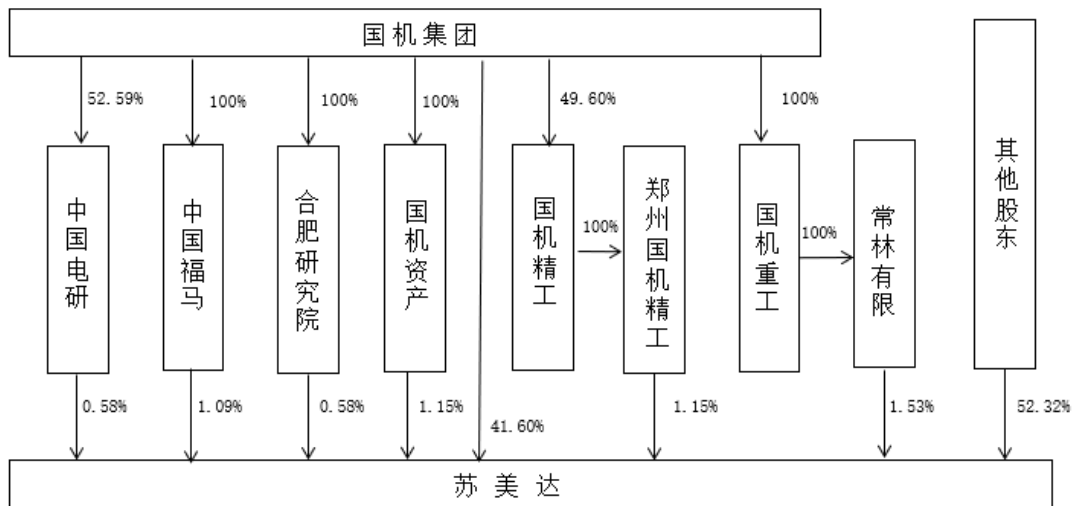 国机集团
52.59%
100%
100%
100%
49.60%
100%
中国电研
中国福马
合肥研究院
国机资产
国机精工
100%
郑州国机精工
国机重工
100%
常林有限
其他股东
0.58%
1.09%
0.58%
1.15%
41.60%
1.15%
1.53%
52.32%
苏美达